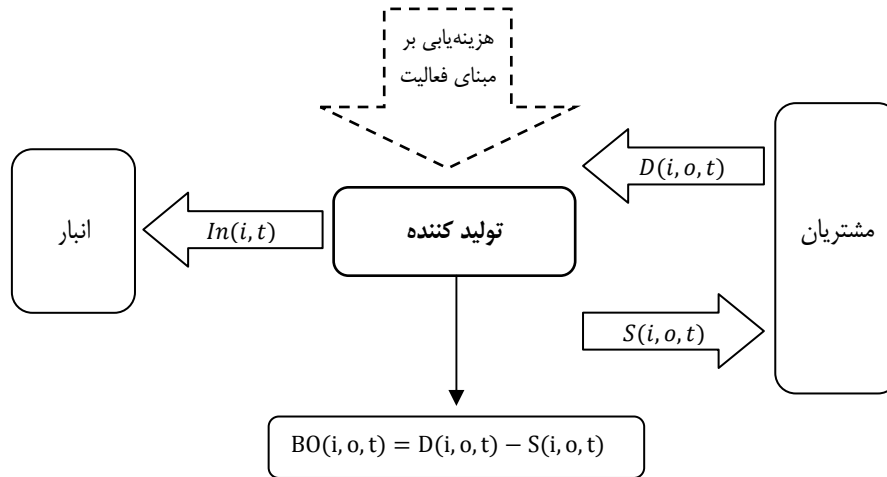 هزینه‌یابی بر
مبنای فعالیت
مشتریان
D(i, o, t)
تولید کننده
In(i, t)
انبار
S(i, o, t)
BO(i, o, t) = D(i, o, t) − S(i, o, t)